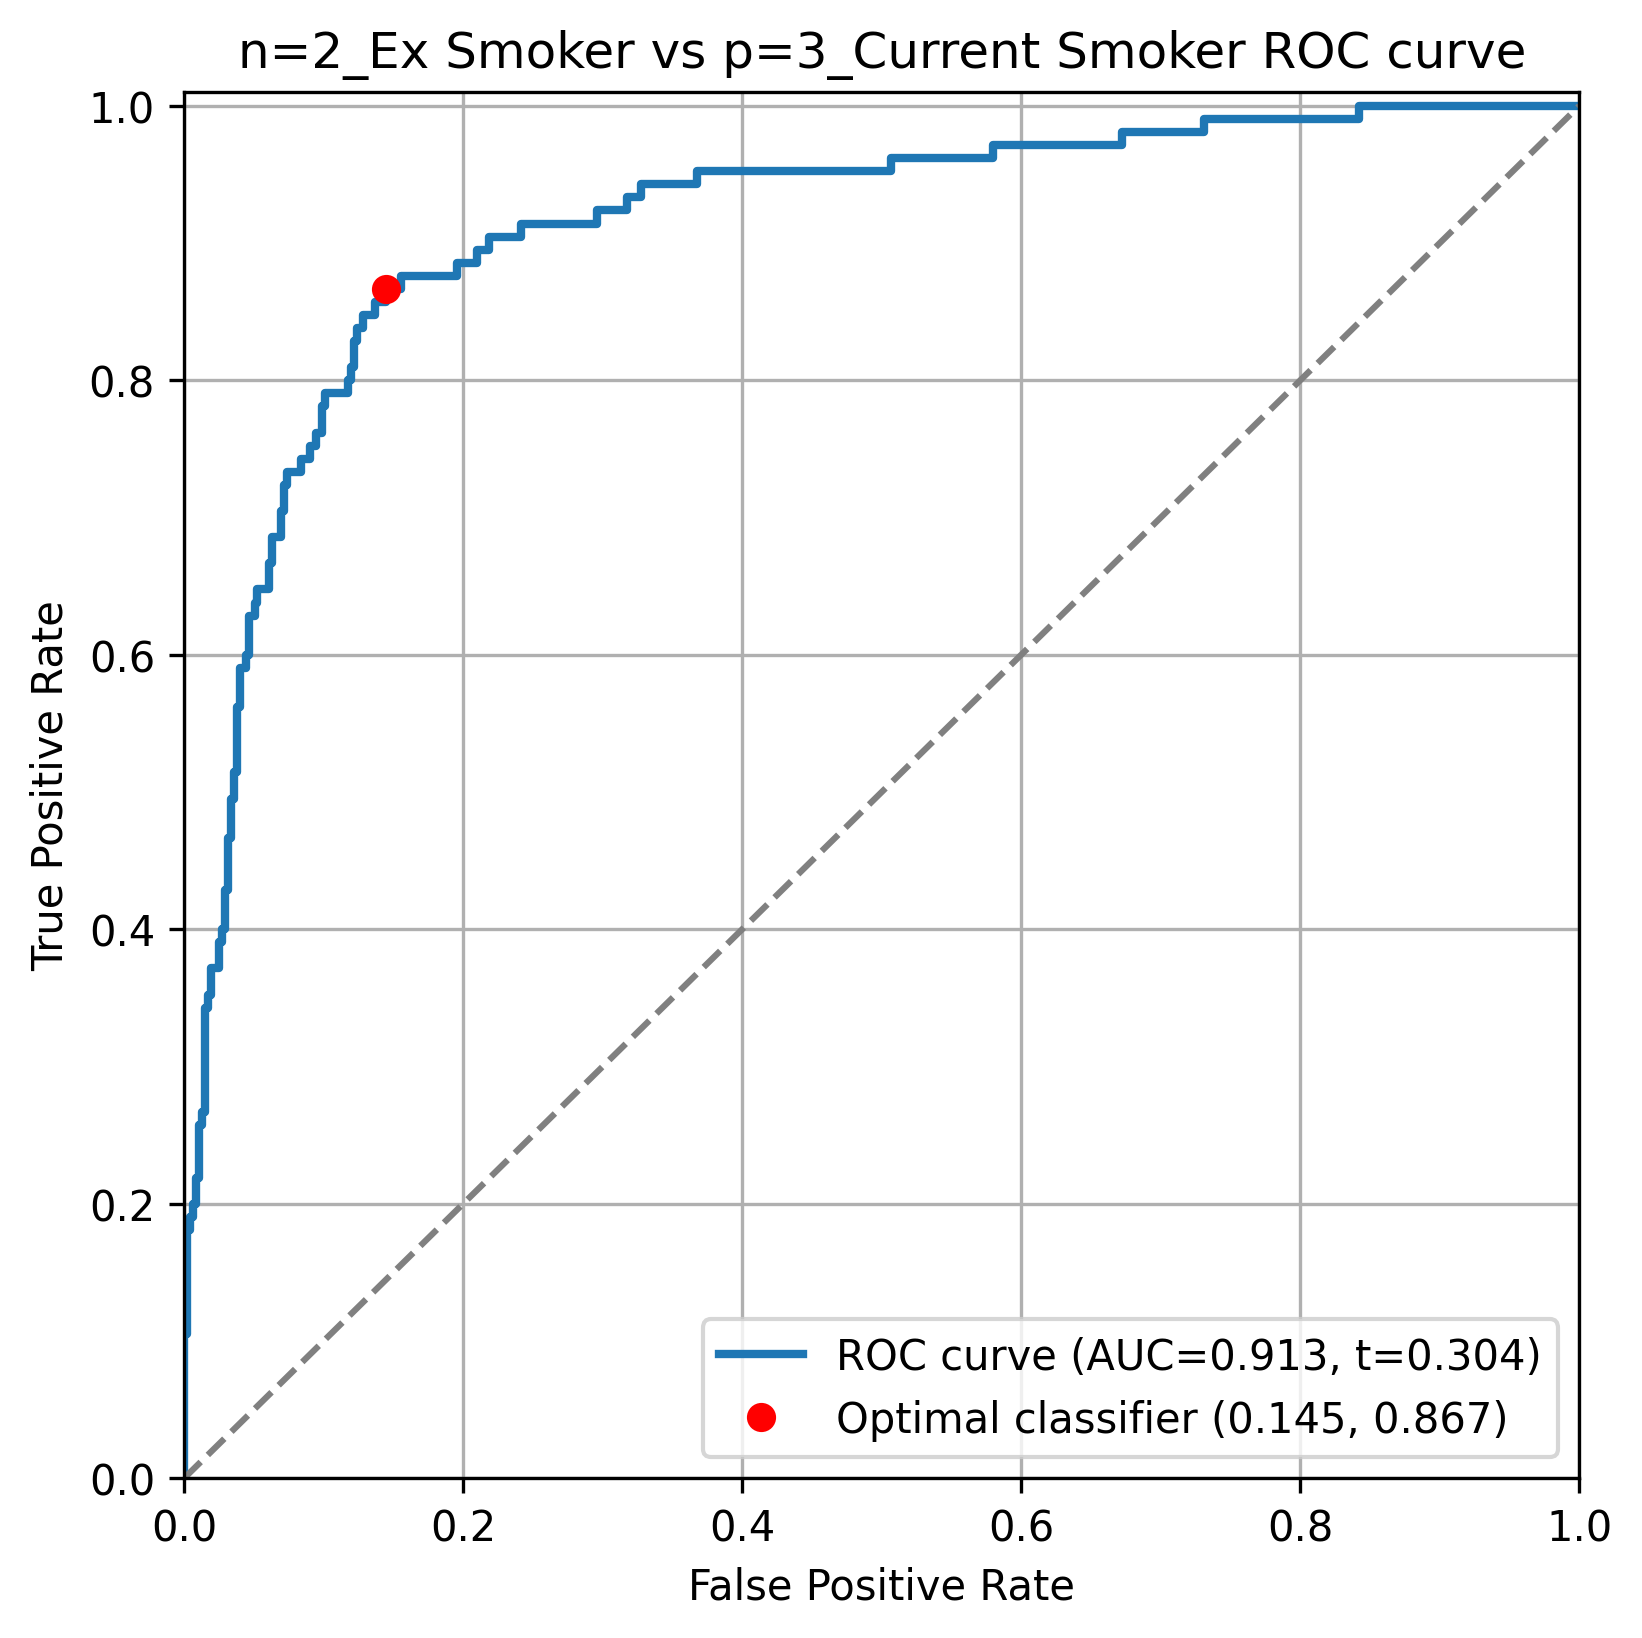 n=2_Ex Smoker vs p=3_Current Smoker ROC curve
True Positive Rate
1.0
0.8
0.6
0.4
0.2
0.0
0.0 0.2 0.4 0.6 0.8 1.0
False Positive Rate
ROC curve (AUC=0.913, t=0.304)
Optimal classifier (0.145, 0.867)